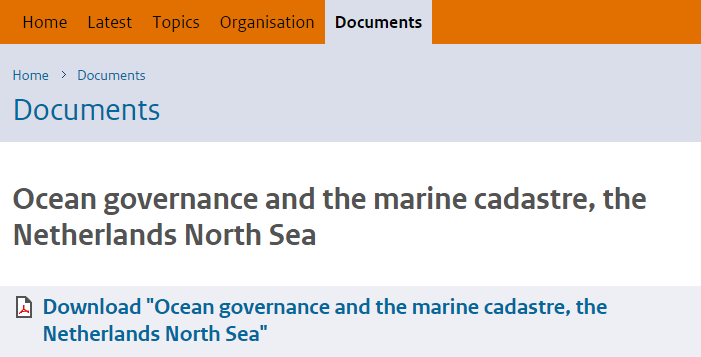 Home Latest Topics Organisation Documents
Home > Documents
Documents
Ocean governance and the marine cadastre, the
Netherlands North Sea
Download "Ocean governance and the marine cadastre, the
Netherlands North Sea"